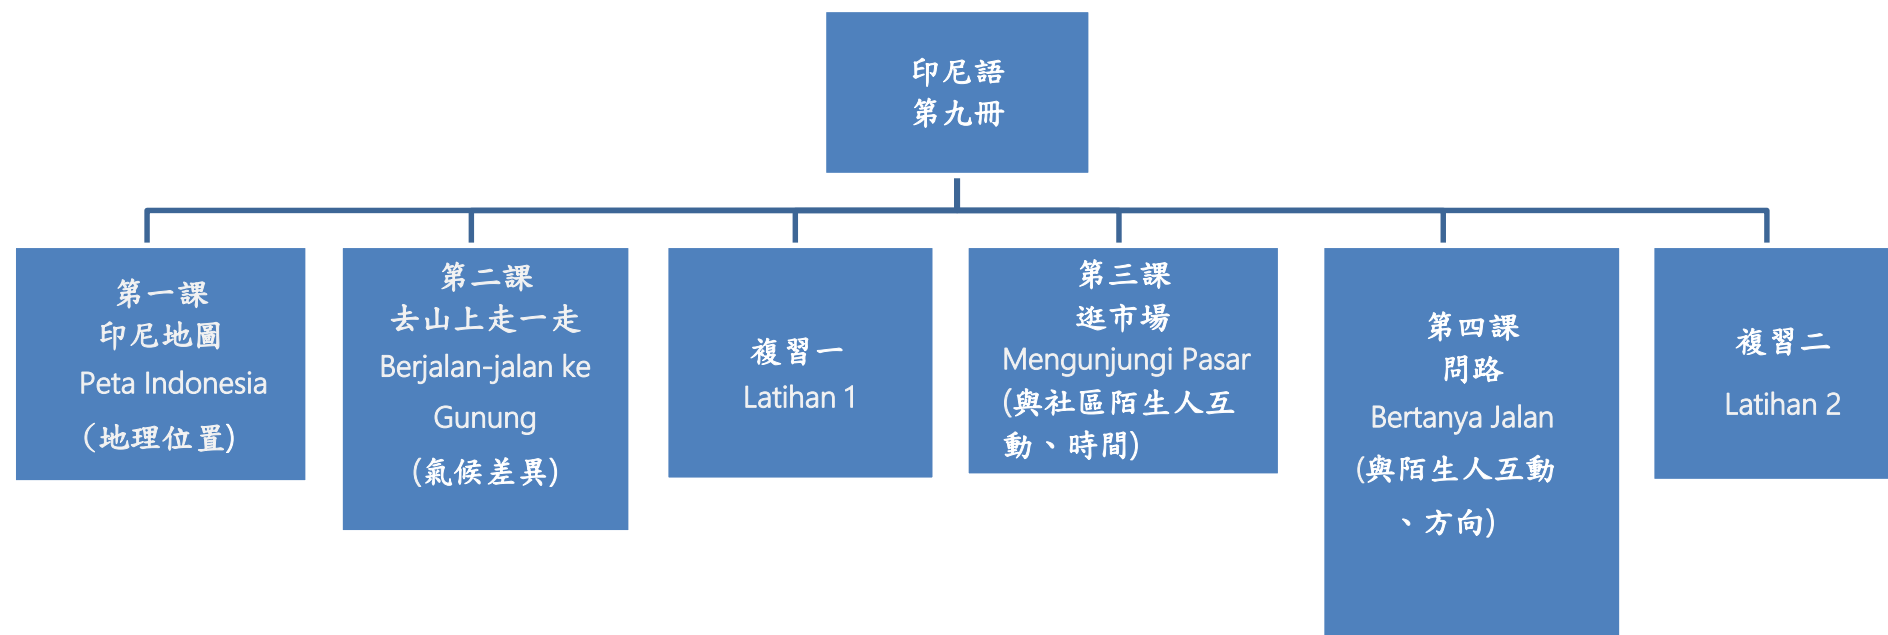 印尼語
第九冊
第一課
印尼地圖
Peta Indonesia
(地理位置)
第二課
去山上走一走
Berjalan-jalan ke
Gunung
(氣候差異)
複習一
Latihan 1
第三課
逛市場
Mengunjungi Pasar
(與社區陌生人互
動、時間)
第四課
問路
Bertanya Jalan
(與陌生人互動
、方向)
複習二
Latihan 2